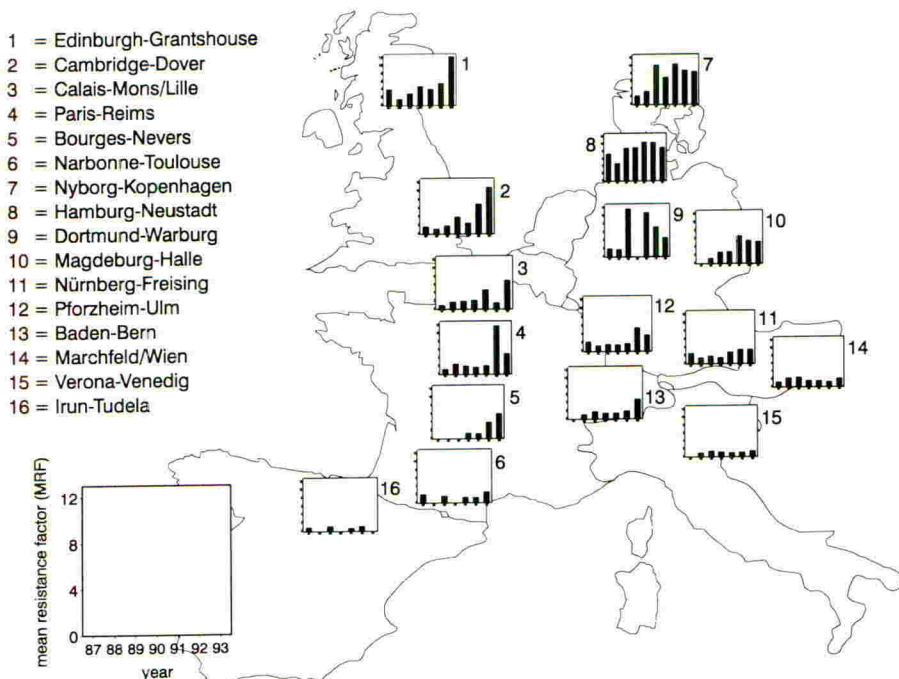 1 = Edinburgh-Grantshouse
2 = Cambridge-Dover
3 = Calais-Mons/Lille
4 = Paris-Reims
5 = Bourges-Nevers
6 = Narbonne-Toulouse
7 = Nyborg-Kopenhagen
8 = Hamburg-Neustadt
9 = Dortmund-Warburg
10 = Magdeburg-Halle
11 = Nürnberg-Freising
12 = Pforzheim-Ulm
13 = Baden-Bern
14 = Marchfeld/Wien
15 = Verona-Venedig
16 = Irun-Tudela
1
7
8
2
9
10
3
12
11
4
14
13
5
15
6
16
mean resistance factor (MRF)
12
8
4
0
87 88 89 90 91 92 93
year